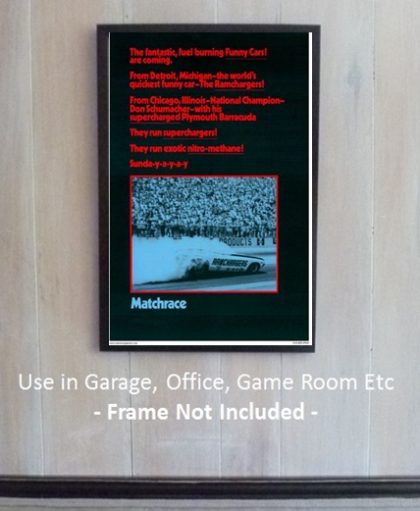 The fantastic, fuel burning Funny Cars!
are coming.
From Detroit, Michigan–the world's
quickest funny car–The Ramchargers!
From Chicago, Illinois–National Champion–
Don Schumacher–with his
supercharged Plymouth Barracuda
They run superchargers!
They run exotic nitro-methane!
Sunda-y-a-y-a-y
PRODUCTS
RAMCHARGERS
Matchrace
Use in Garage, Office, Game Room Etc
- Frame Not Included -